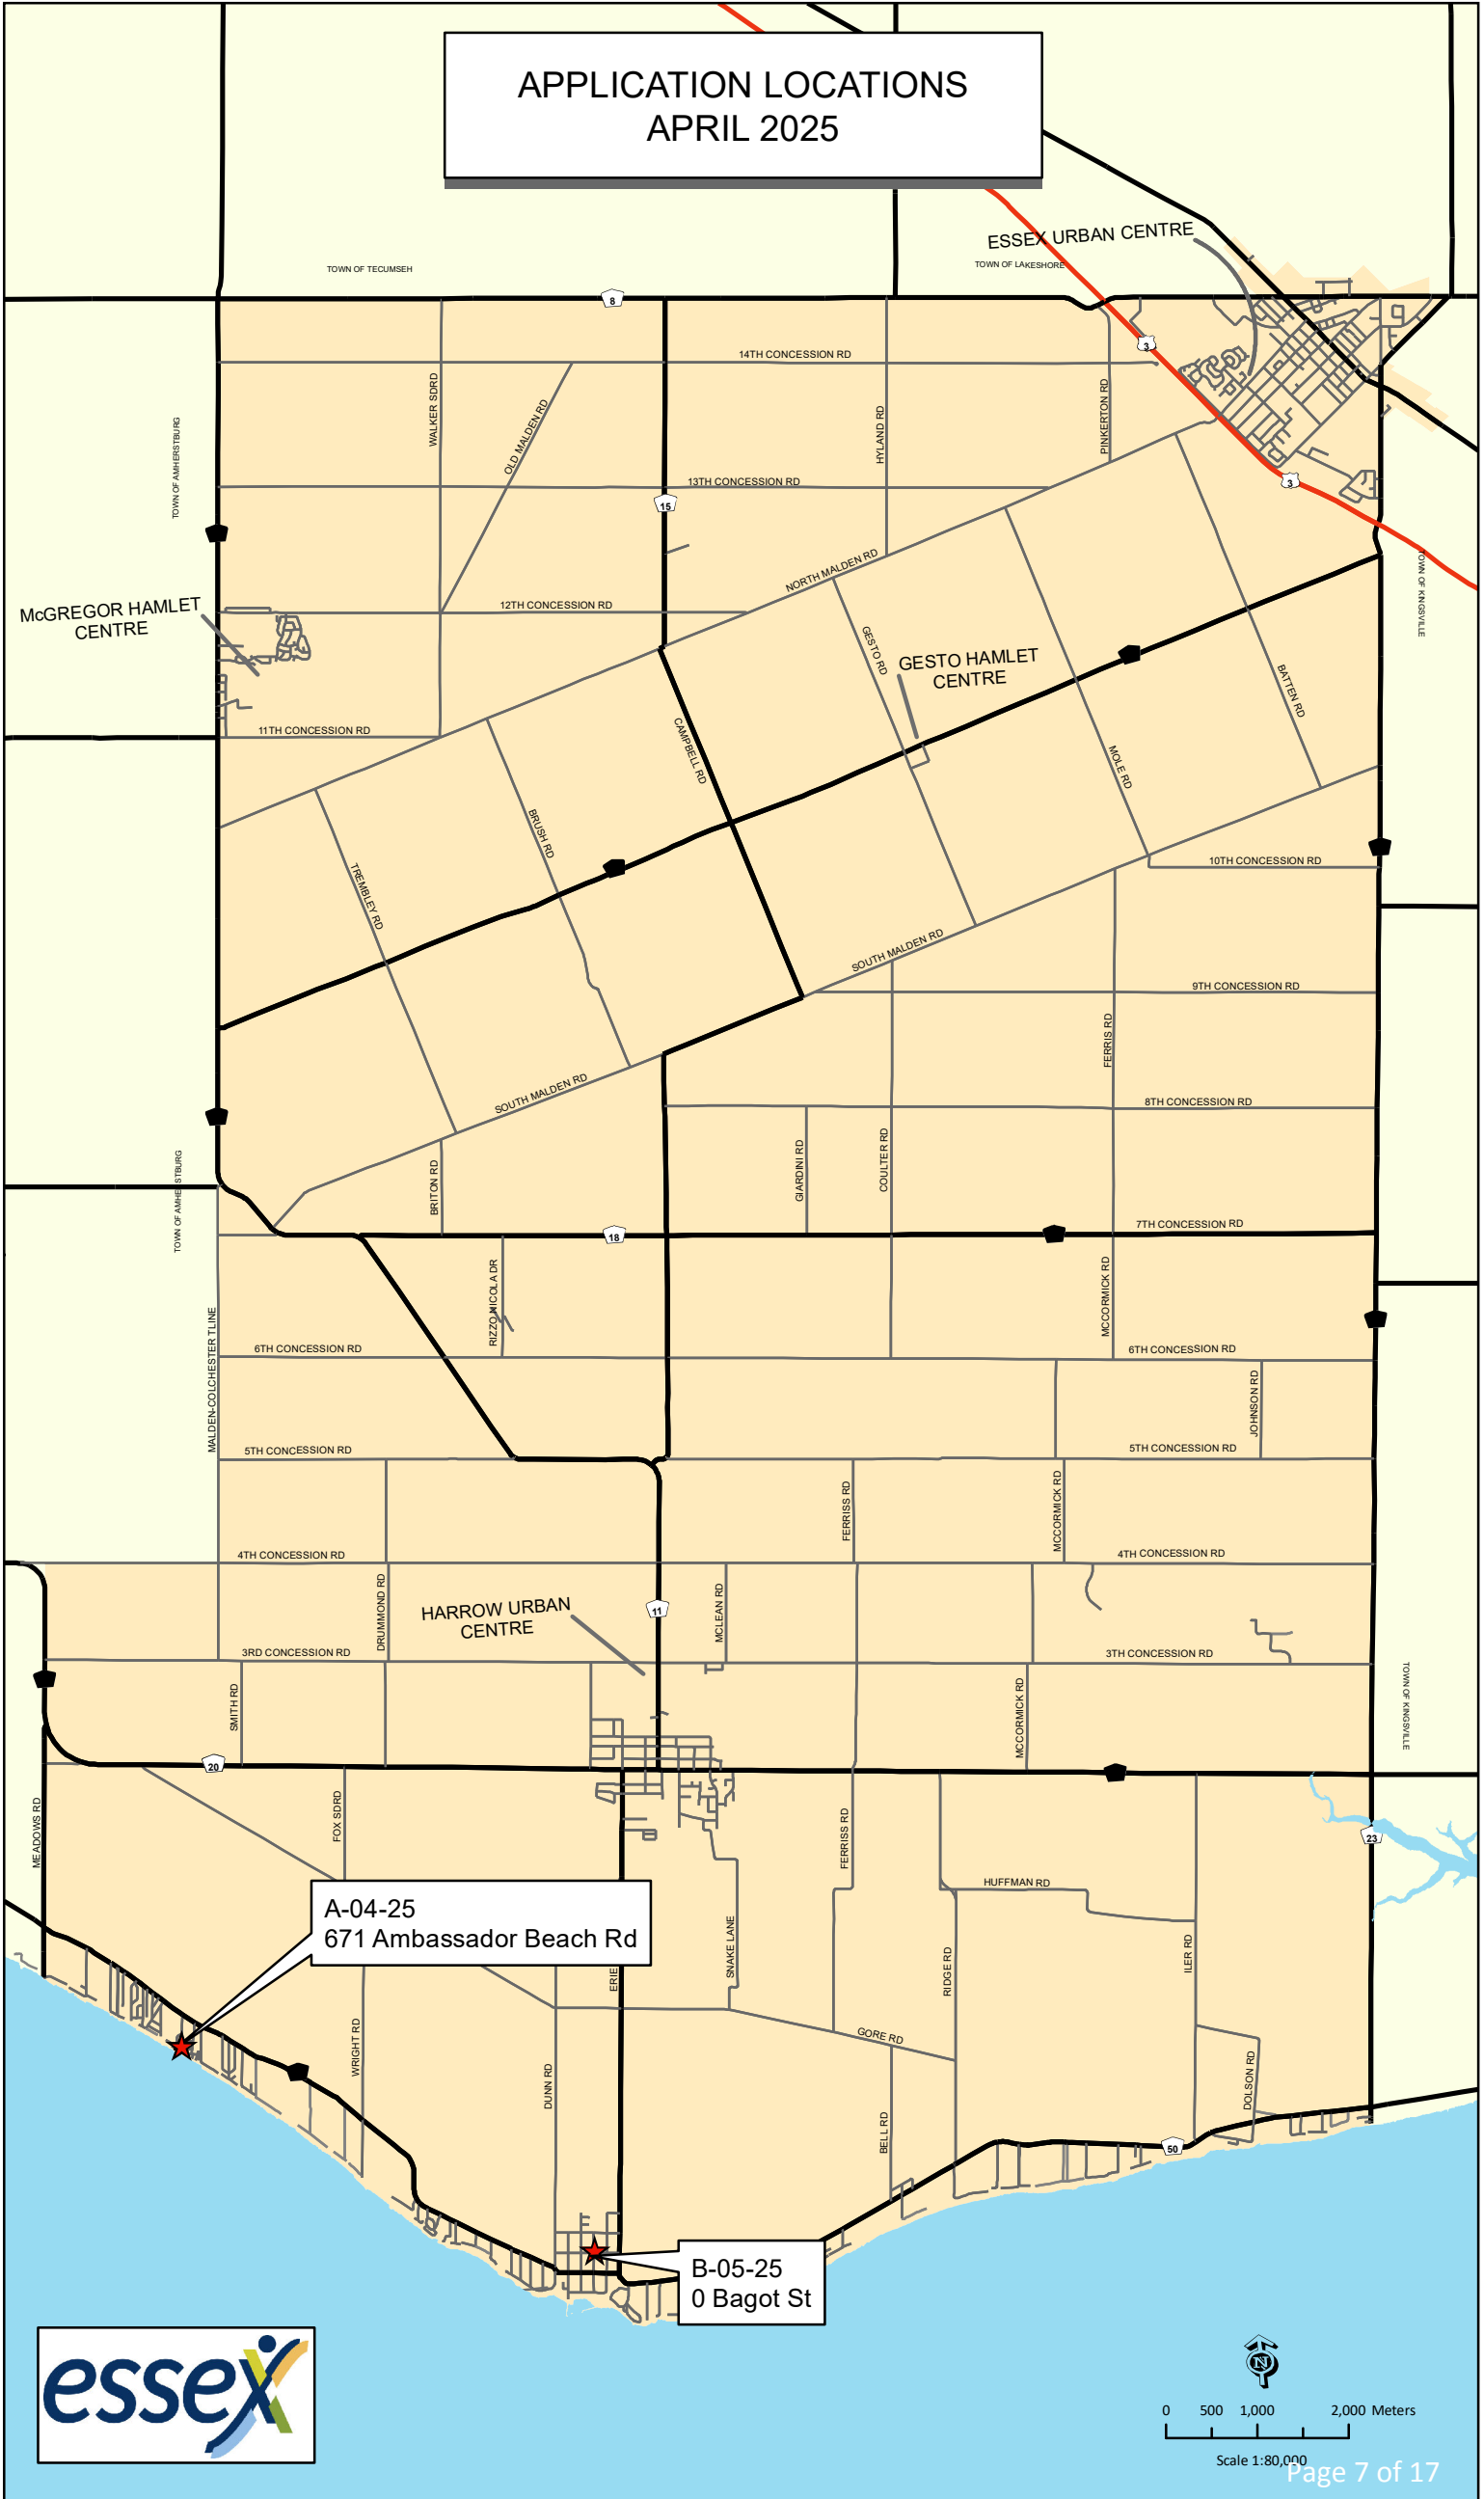 APPLICATION LOCATIONS
APRIL 2025
ESSEX URBAN CENTRE
TOWN OF TECUMSEH
TOWN OF LAKESHORE
8
3
14TH CONCESSION RD
WALKER SDRD
OLD MALDEN RD
HYLAND RD
PINKERTON RD
TOWN OF AMHERSTBURG
13TH CONCESSION RD
3
15
NORTH MALDEN RD
TOWN OF KINGSVILLE
McGREGOR HAMLET
CENTRE
12TH CONCESSION RD
GESTO RD
GESTO HAMLET
CENTRE
BATTEN RD
11TH CONCESSION RD
CAMPBELL RD
MOLE RD
BRUSH RD
TREMBLEY RD
10TH CONCESSION RD
SOUTH MALDEN RD
9TH CONCESSION RD
FERRIS RD
SOUTH MALDEN RD
8TH CONCESSION RD
TOWN OF AMHERSTBURG
BRITON RD
GIARDINI RD
COULTER RD
7TH CONCESSION RD
18
RIZZO NICOLA DR
MCCORMICK RD
MALDEN-COLCHESTER TLINE
6TH CONCESSION RD
6TH CONCESSION RD
JOHNSON RD
5TH CONCESSION RD
5TH CONCESSION RD
FERRISS RD
MCCORMICK RD
4TH CONCESSION RD
4TH CONCESSION RD
DRUMMOND RD
HARROW URBAN
CENTRE
11
MCLEAN RD
3RD CONCESSION RD
3TH CONCESSION RD
SMITH RD
MCCORMICK RD
TOWN OF KINGSVILLE
20
MEADOWS RD
FOX SDRD
FERRISS RD
23
HUFFMAN RD
A-04-25
671 Ambassador Beach Rd
ERIE
SNAKE LANE
RIDGE RD
ILER RD
WRIGHT RD
GORE RD
DUNN RD
DOLSON RD
BELL RD
50
B-05-25
0 Bagot St
essex
N
0 500 1,000 2,000 Meters
Scale 1:80,000
Page 7 of 17